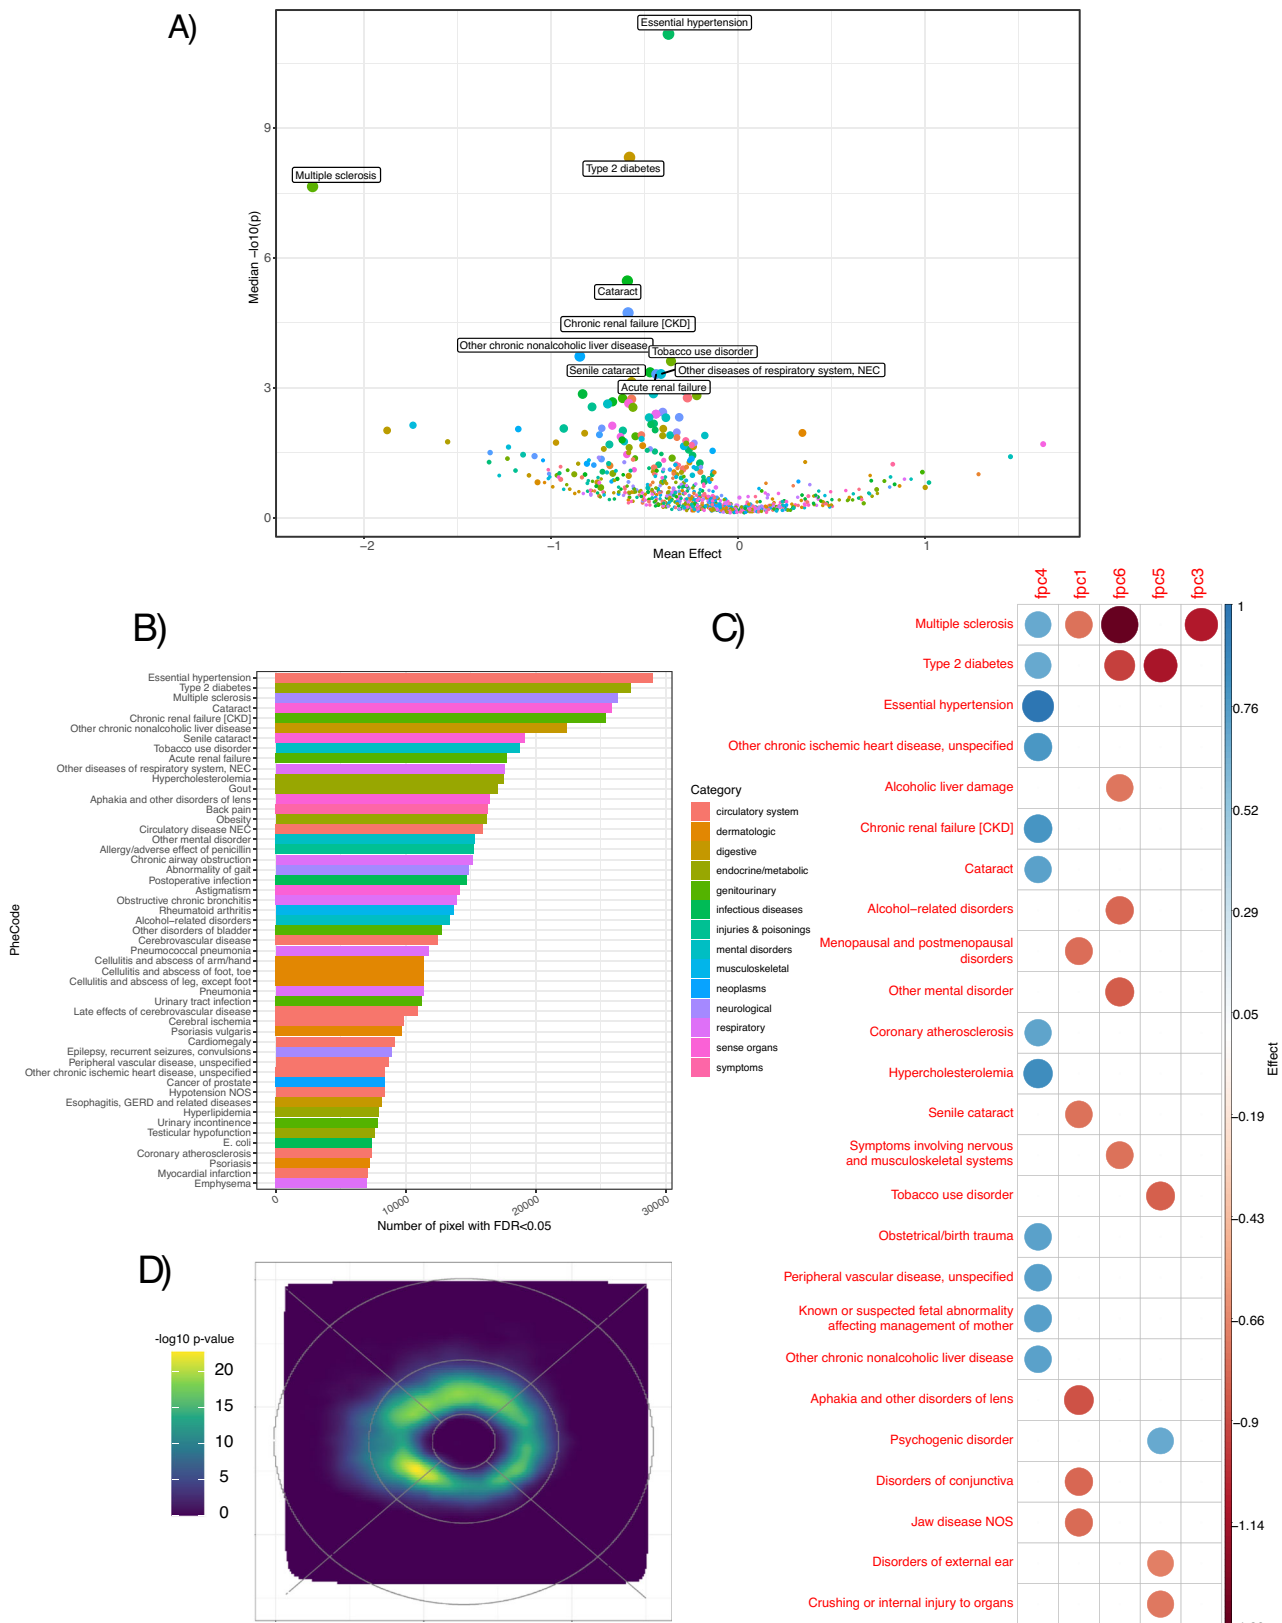 A)
Essential hypertension
9
Type 2 diabetes
Multiple sclerosis
Median −lo10(p)
6
Cataract
Chronic renal failure [CKD]
Other chronic nonalcoholic liver disease
Tobacco use disorder
Senile cataract
Other diseases of respiratory system, NEC
3
Acute renal failure
0
−2
−1
0
1
Mean Effect
B)
Essential hypertension
Type 2 diabetes
Multiple sclerosis
Cataract
Chronic renal failure [CKD]
Other chronic nonalcoholic liver disease
Senile cataract
Tobacco use disorder
Acute renal failure
Other diseases of respiratory system, NEC
Hypercholesterolemia
Gout
Aphakia and other disorders of lens
Back pain
Obesity
Circulatory disease NEC
Other mental disorder
Allergy/adverse effect of penicillin
Chronic airway obstruction
Abnormality of gait
Postoperative infection
Astigmatism
Obstructive chronic bronchitis
Rheumatoid arthritis
Alcohol−related disorders
Other disorders of bladder
Cerebrovascular disease
Pneumococcal pneumonia
Cellulitis and abscess of arm/hand
Cellulitis and abscess of foot, toe
Cellulitis and abscess of leg, except foot
Pneumonia
Urinary tract infection
Late effects of cerebrovascular disease
Cerebral ischemia
Psoriasis vulgaris
Cardiomegaly
Epilepsy, recurrent seizures, convulsions
Peripheral vascular disease, unspecified
Other chronic ischemic heart disease, unspecified
Cancer of prostate
Hypotension NOS
Esophagitis, GERD and related diseases
Hyperlipidemia
Urinary incontinence
Testicular hypofunction
E. coli
Coronary atherosclerosis
Psoriasis
Myocardial infarction
Emphysema
PheCode
0
10000
20000
30000
Number of pixel with FDR<0.05
Category
circulatory system
dermatologic
digestive
endocrine/metabolic
genitourinary
infectious diseases
injuries & poisonings
mental disorders
musculoskeletal
neoplasms
neurological
respiratory
sense organs
symptoms
C)
fpc4
fpc1
fpc6
fpc5
fpc3
Multiple sclerosis
Type 2 diabetes
Essential hypertension
Other chronic ischemic heart disease, unspecified
Alcoholic liver damage
Chronic renal failure [CKD]
Cataract
Alcohol−related disorders
Menopausal and postmenopausal
disorders
Other mental disorder
Coronary atherosclerosis
Hypercholesterolemia
Senile cataract
Symptoms involving nervous
and musculoskeletal systems
Tobacco use disorder
Obstetrical/birth trauma
Peripheral vascular disease, unspecified
Known or suspected fetal abnormality
affecting management of mother
Other chronic nonalcoholic liver disease
Aphakia and other disorders of lens
Psychogenic disorder
Disorders of conjunctiva
Jaw disease NOS
Disorders of external ear
Crushing or internal injury to organs
1
0.76
0.52
0.29
0.05
−0.19
−0.43
−0.66
−0.9
−1.14
Effect
D)
-log10 p-value
20
15
10
5
0